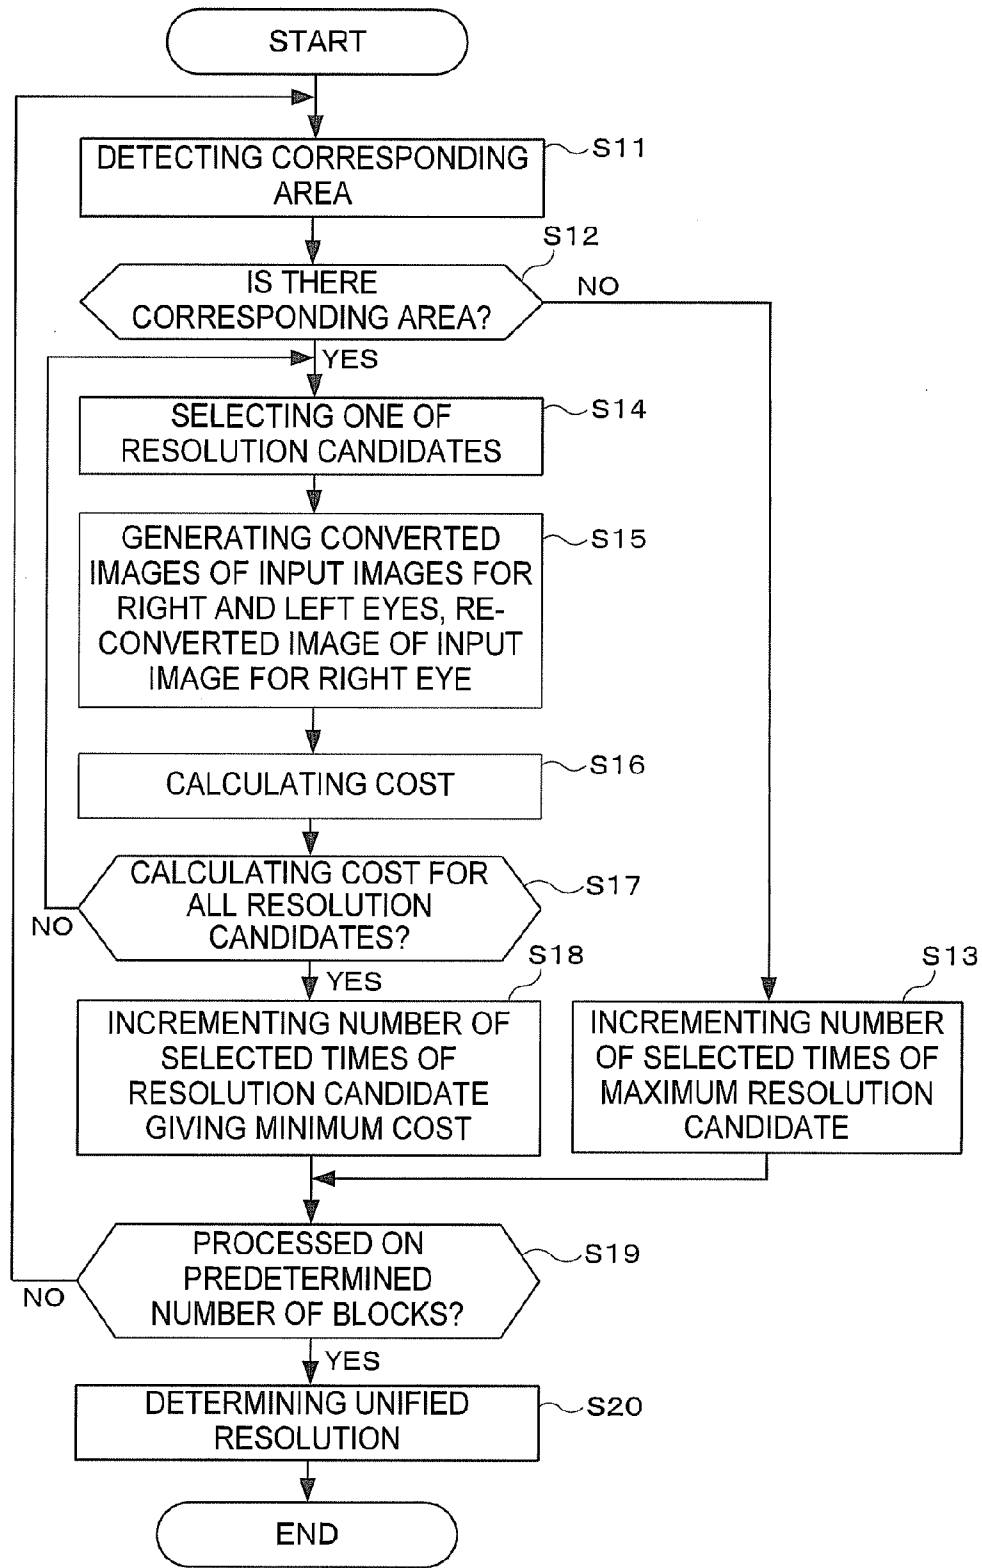 START
DETECTING CORRESPONDING
AREA
S11
S12
IS THERE
CORRESPONDING AREA?
NO
YES
SELECTING ONE OF
RESOLUTION CANDIDATES
S14
GENERATING CONVERTED
IMAGES OF INPUT IMAGES FOR
RIGHT AND LEFT EYES, RE-
CONVERTED IMAGE OF INPUT
IMAGE FOR RIGHT EYE
S15
CALCULATING COST
S16
CALCULATING COST FOR
ALL RESOLUTION
CANDIDATES?
S17
NO
YES
S18
INCREMENTING NUMBER OF
SELECTED TIMES OF
RESOLUTION CANDIDATE
GIVING MINIMUM COST
S13
INCREMENTING NUMBER
OF SELECTED TIMES OF
MAXIMUM RESOLUTION
CANDIDATE
PROCESSED ON
PREDETERMINED
NUMBER OF BLOCKS?
S19
NO
YES
DETERMINING UNIFIED
RESOLUTION
S20
END